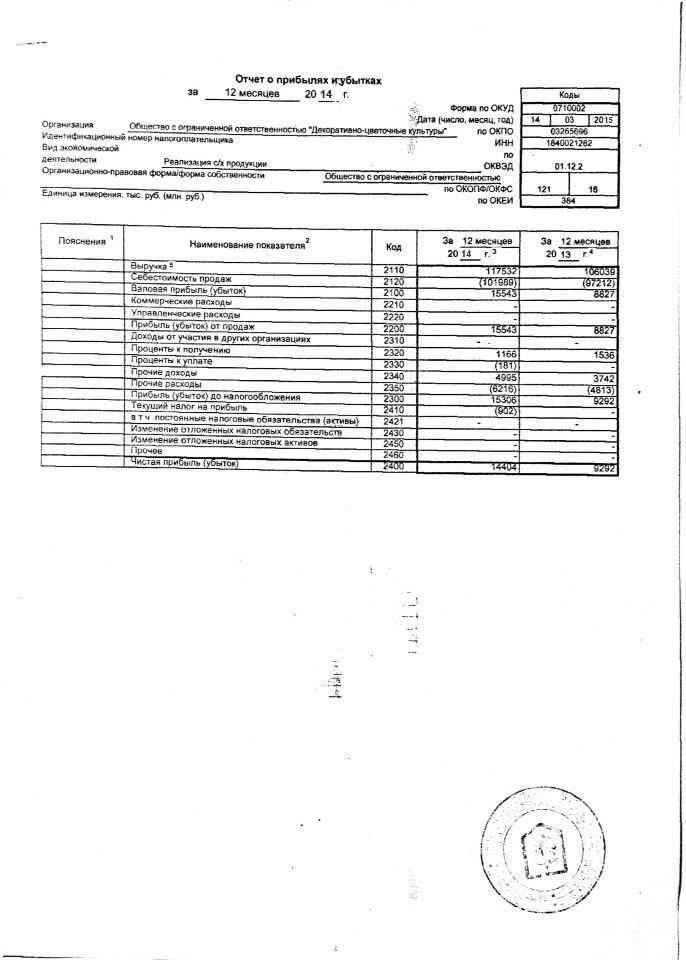 Отчет о прибылях и убытках
за 12 месяцев 20 14 г.
Коды
Форма по ОКУД 0710002
Дата (число, месяц, год) 14 03 2015
Организация Общество с ограниченной ответственностью "Декоративно-цветочные культуры" по ОКПО 03265696
Идентификационный номер налогоплательщика ИНН 1840021262
Вид экономической по
деятельности Реализация с/х продукции ОКВЭД 01.12.2
Организационно-правовая форма/форма собственности Общество с ограниченной ответственностью
по ОКОПФ/ОКФС 121 16
Единица измерения: тыс. руб. (млн. руб.) по ОКЕИ 384
Пояснения 1 Наименование показателя 2 Код За 12 месяцев 20 14 г. 3 За 12 месяцев 20 13 г. 4
Выручка 5 2110 117532 106039
Себестоимость продаж 2120 (101989) (97212)
Валовая прибыль (убыток) 2100 15543 8827
Коммерческие расходы 2210 - -
Управленческие расходы 2220 - -
Прибыль (убыток) от продаж 2200 15543 8827
Доходы от участия в других организациях 2310 - -
Проценты к получению 2320 1166 1536
Проценты к уплате 2330 (181) -
Прочие доходы 2340 4995 3742
Прочие расходы 2350 (6216) (4813)
Прибыль (убыток) до налогообложения 2300 15306 9292
Текущий налог на прибыль 2410 (902) -
в т ч постоянные налоговые обязательства (активы) 2421 - -
Изменение отложенных налоговых обязательств 2430 - -
Изменение отложенных налоговых активов 2450 - -
Прочее 2460 - -
Чистая прибыль (убыток) 2400 14404 9292